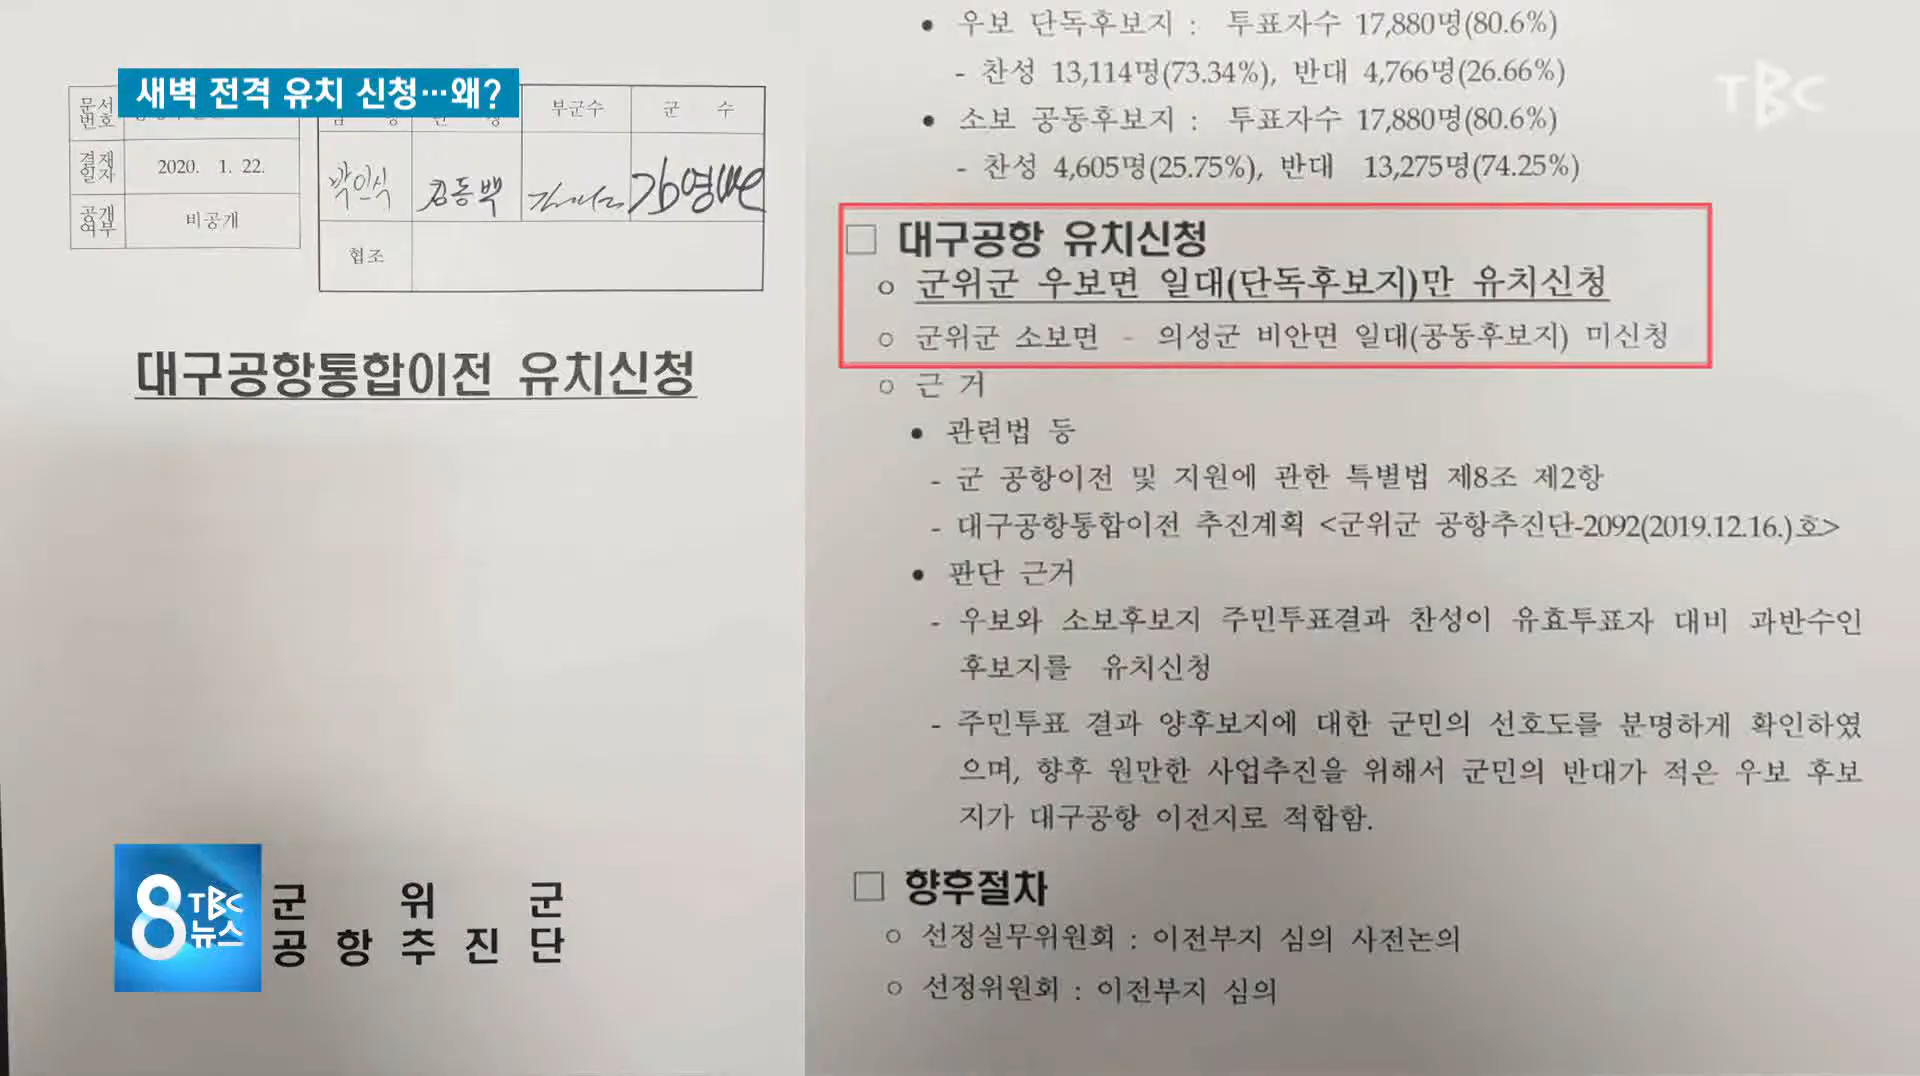 새벽 전격 유치 신청…왜?
문서
번호
부군수
군 수
결재
일자
2020. 1. 22.
박인식
김동백
김영만
공개
여부
비공개
협조
대구공항통합이전 유치신청
8 TBC
뉴스
군 위 군
공 항 추 진 단
• 우보 단독후보지 : 투표자수 17,880명(80.6%)
- 찬성 13,114명(73.34%), 반대 4,766명(26.66%)
TBC
• 소보 공동후보지 : 투표자수 17,880명(80.6%)
- 찬성 4,605명(25.75%), 반대 13,275명(74.25%)
□ 대구공항 유치신청
○ 군위군 우보면 일대(단독후보지)만 유치신청
○ 군위군 소보면 - 의성군 비안면 일대(공동후보지) 미신청
○ 근 거
• 관련법 등
- 군 공항이전 및 지원에 관한 특별법 제8조 제2항
- 대구공항통합이전 추진계획 <군위군 공항추진단-2092(2019.12.16.)호>
• 판단 근거
- 우보와 소보후보지 주민투표결과 찬성이 유효투표자 대비 과반수인
후보지를 유치신청
- 주민투표 결과 양후보지에 대한 군민의 선호도를 분명하게 확인하였
으며, 향후 원만한 사업추진을 위해서 군민의 반대가 적은 우보 후보
지가 대구공항 이전지로 적합함.
□ 향후절차
○ 선정실무위원회 : 이전부지 심의 사전논의
○ 선정위원회 : 이전부지 심의